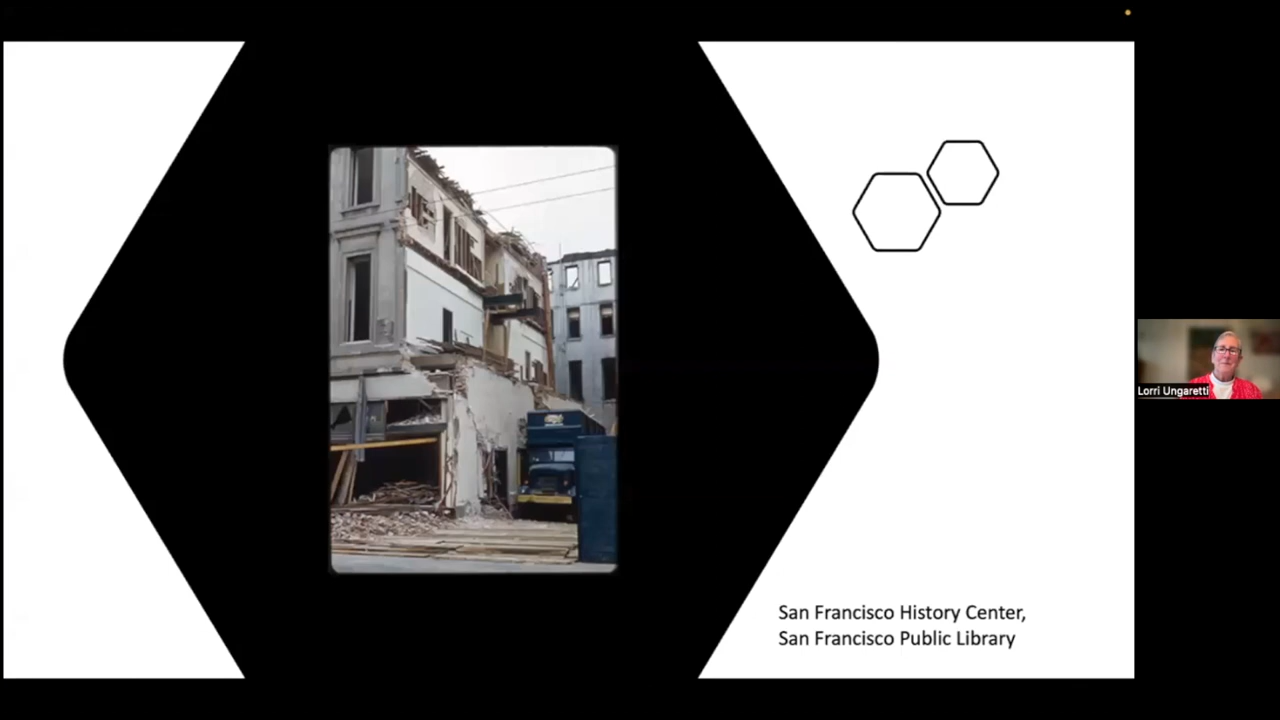 San Francisco History Center,
San Francisco Public Library
Lorri Ungaretti